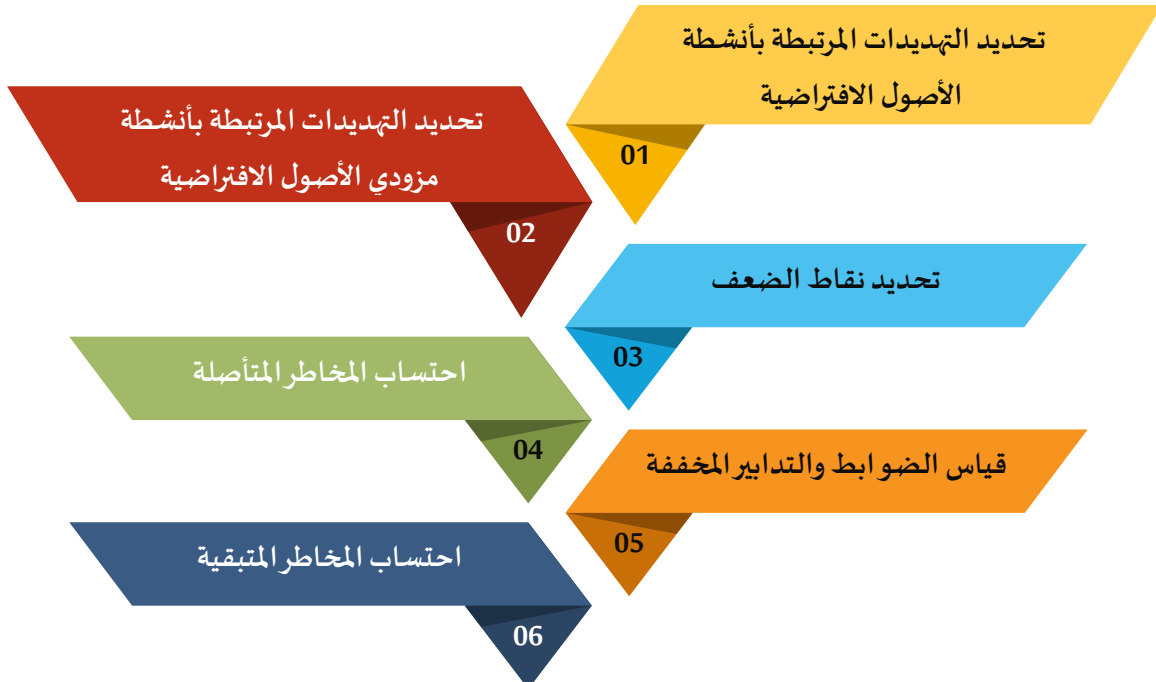 تحديد التهديدات المرتبطة بأنشطة
الأصول الافتراضية
01
تحديد التهديدات المرتبطة بأنشطة
مزودي الأصول الافتراضية
02
تحديد نقاط الضعف
03
احتساب المخاطر المتأصلة
04
قياس الضوابط والتدابير المخففة
05
احتساب المخاطر المتبقية
06